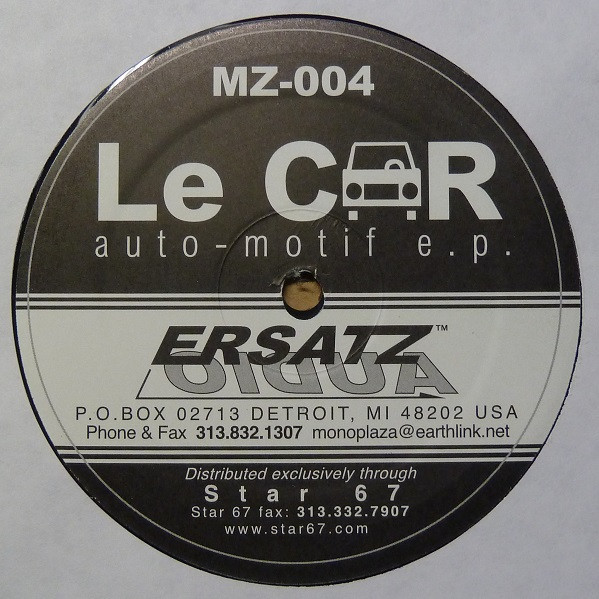 MZ-004
Le CAR
auto-motif e.p.
ERSATZ™
AUDIO
P.O.BOX 02713 DETROIT, MI 48202 USA
Phone & Fax 313.832.1307 monoplaza@earthlink.net
Distributed exclusively through
Star 67
Star 67 fax: 313.332.7907
www.star67.com